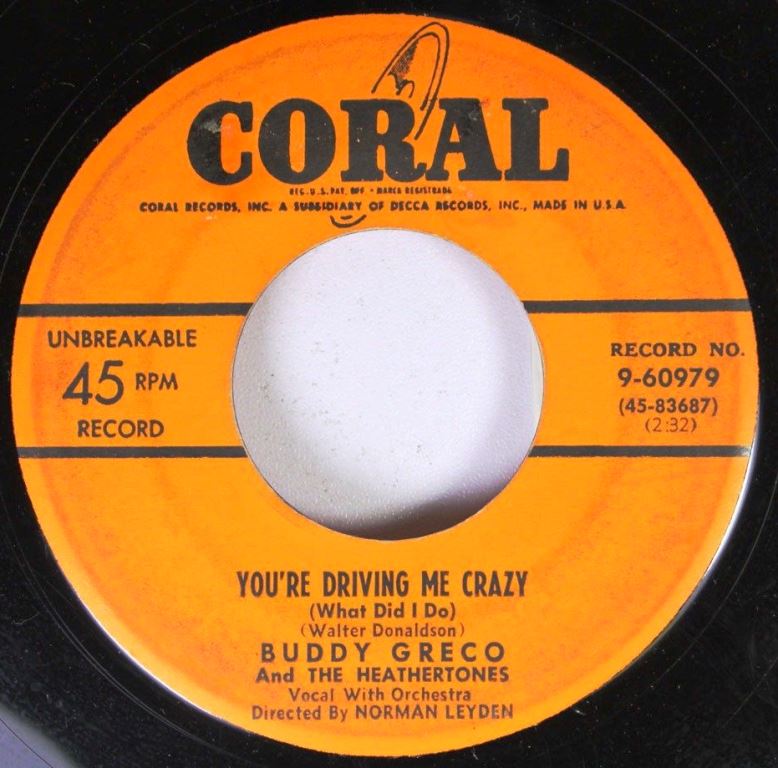 CORAL
REG. U.S. PAT. OFF. - MARCA REGISTRADA
CORAL RECORDS, INC. A SUBSIDIARY OF DECCA RECORDS, INC., MADE IN U.S.A.
UNBREAKABLE
45 RPM
RECORD
RECORD NO.
9-60979
(45-83687)
(2:32)
YOU'RE DRIVING ME CRAZY
(What Did I Do)
(Walter Donaldson)
BUDDY GRECO
And THE HEATHERTONES
Vocal With Orchestra
Directed By NORMAN LEYDEN